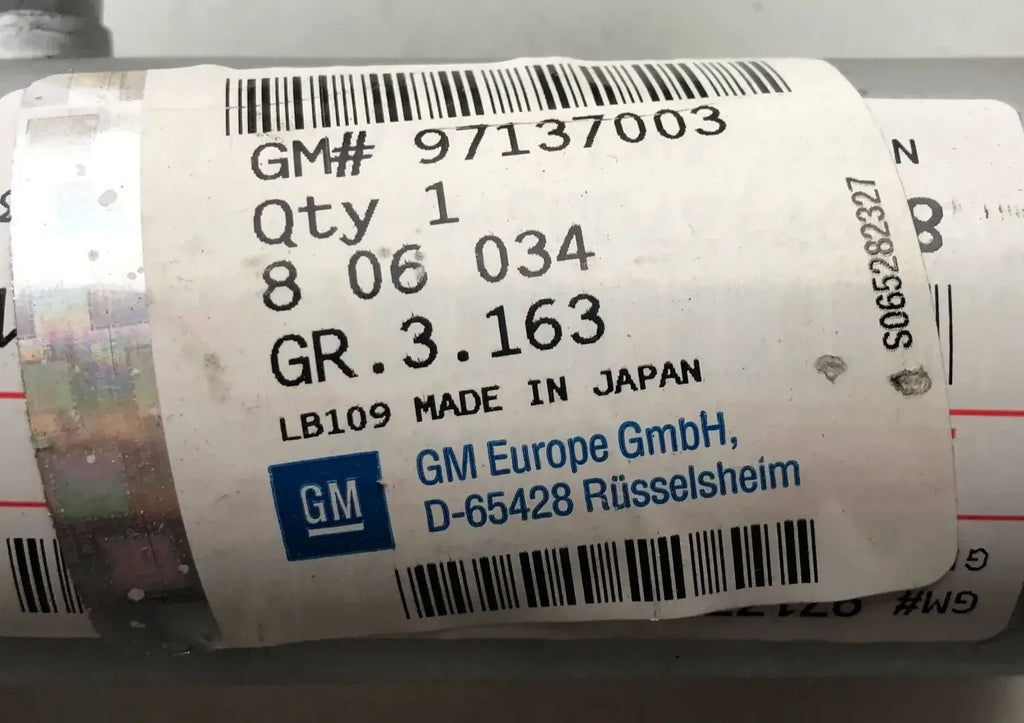 GM# 97137003
Qty 1
8 06 034
GR.3.163
LB109 MADE IN JAPAN
GM
GM Europe GmbH,
D-65428 Rüsselsheim
S065282327
N
B
GM#